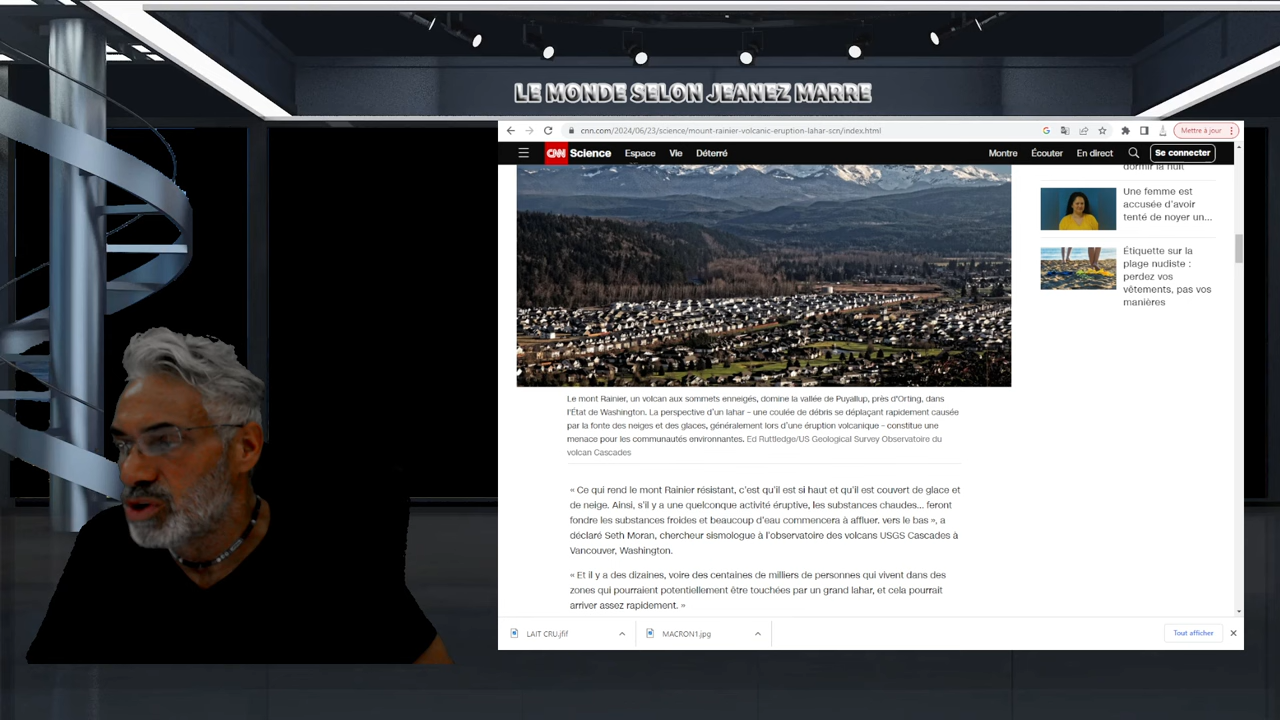 LE MONDE SELON JEANEZ MARRE
cnn.com/2024/06/23/science/mount-rainier-volcanic-eruption-lahar-scn/index.html
Mettre à jour
CNN Science Espace Vie Déterré Montre Écouter En direct Se connecter
dormir la nuit
Une femme est
accusée d'avoir
tenté de noyer un...
Étiquette sur la
plage nudiste :
perdez vos
vêtements, pas vos
manières
Le mont Rainier, un volcan aux sommets enneigés, domine la vallée de Puyallup, près d'Orting, dans
l'État de Washington. La perspective d'un lahar - une coulée de débris se déplaçant rapidement causée
par la fonte des neiges et des glaces, généralement lors d'une éruption volcanique - constitue une
menace pour les communautés environnantes. Ed Ruttledge/US Geological Survey Observatoire du
volcan Cascades
« Ce qui rend le mont Rainier résistant, c'est qu'il est si haut et qu'il est couvert de glace et
de neige. Ainsi, s'il y a une quelconque activité éruptive, les substances chaudes... feront
fondre les substances froides et beaucoup d'eau commencera à affluer. vers le bas », a
déclaré Seth Moran, chercheur sismologue à l'observatoire des volcans USGS Cascades à
Vancouver, Washington.
« Et il y a des dizaines, voire des centaines de milliers de personnes qui vivent dans des
zones qui pourraient potentiellement être touchées par un grand lahar, et cela pourrait
arriver assez rapidement. »
LAIT CRU.jfif
MACRON1.jpg
Tout afficher